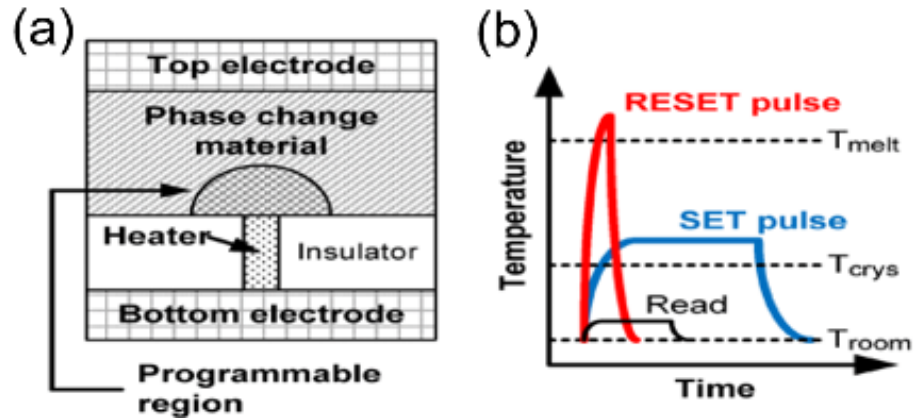 (a)
Top electrode
Phase change
material
Heater
Insulator
Bottom electrode
Programmable
region
(b)
Temperature
RESET pulse
Tmelt
SET pulse
Tcrys
Read
Troom
Time